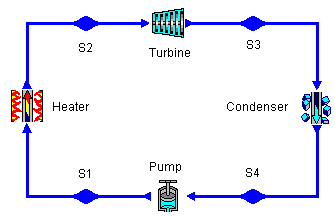 S2
Turbine
S3
Heater
Condenser
S1
Pump
S4